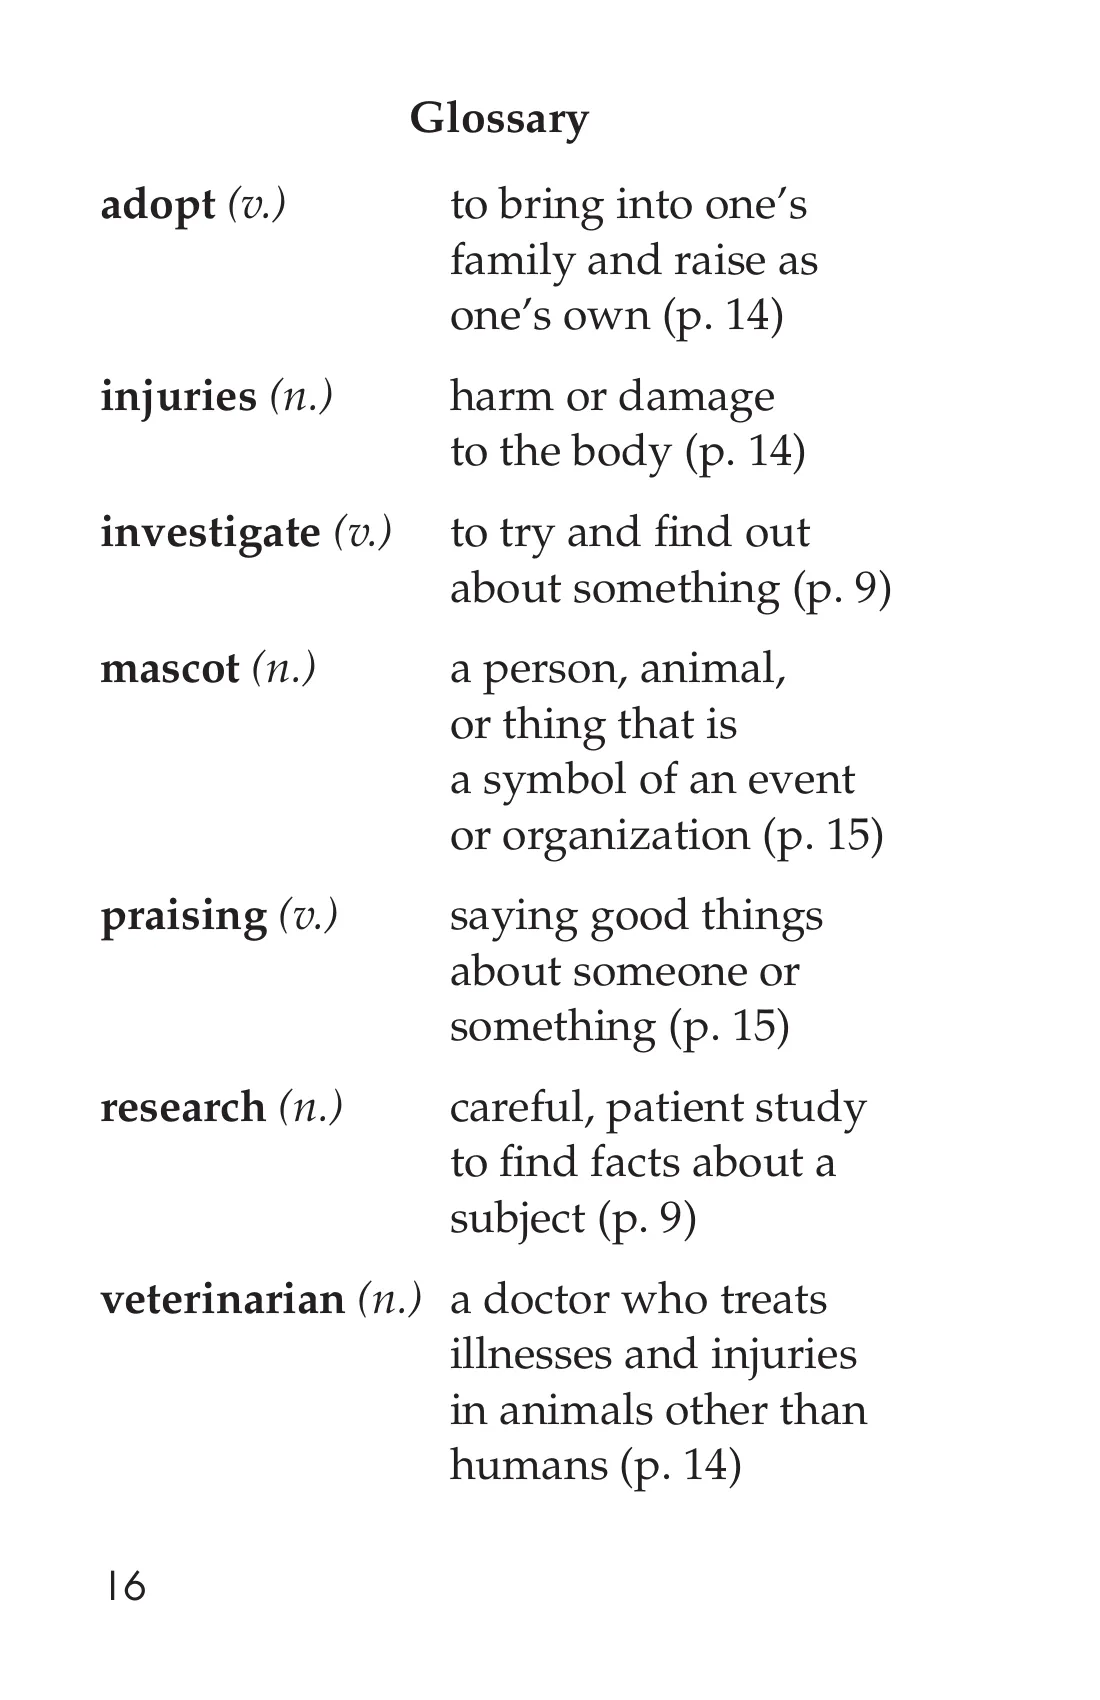 Glossary
adopt (v.) to bring into one’s
family and raise as
one’s own (p. 14)
injuries (n.) harm or damage
to the body (p. 14)
investigate (v.) to try and find out
about something (p. 9)
mascot (n.) a person, animal,
or thing that is
a symbol of an event
or organization (p. 15)
praising (v.) saying good things
about someone or
something (p. 15)
research (n.) careful, patient study
to find facts about a
subject (p. 9)
veterinarian (n.) a doctor who treats
illnesses and injuries
in animals other than
humans (p. 14)
16